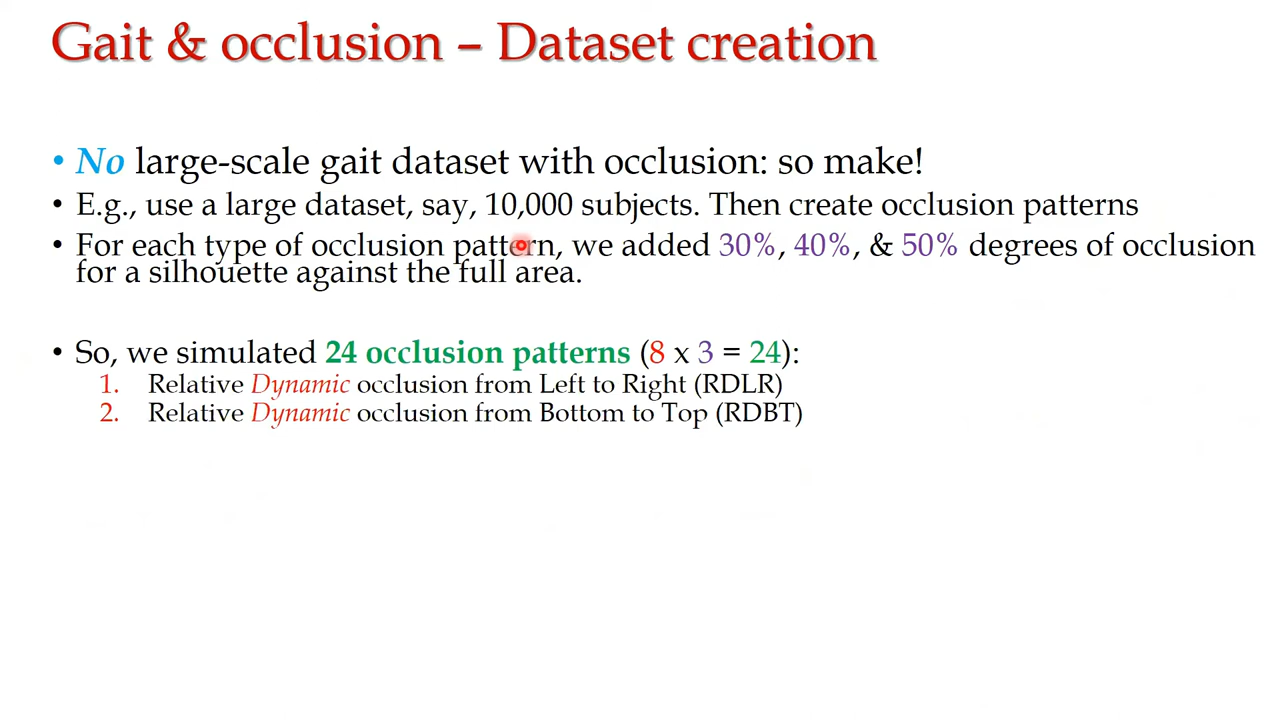 Gait & occlusion – Dataset creation
• No large-scale gait dataset with occlusion: so make!
• E.g., use a large dataset, say, 10,000 subjects. Then create occlusion patterns
• For each type of occlusion pattern, we added 30%, 40%, & 50% degrees of occlusion
for a silhouette against the full area.
• So, we simulated 24 occlusion patterns (8 x 3 = 24):
1. Relative Dynamic occlusion from Left to Right (RDLR)
2. Relative Dynamic occlusion from Bottom to Top (RDBT)